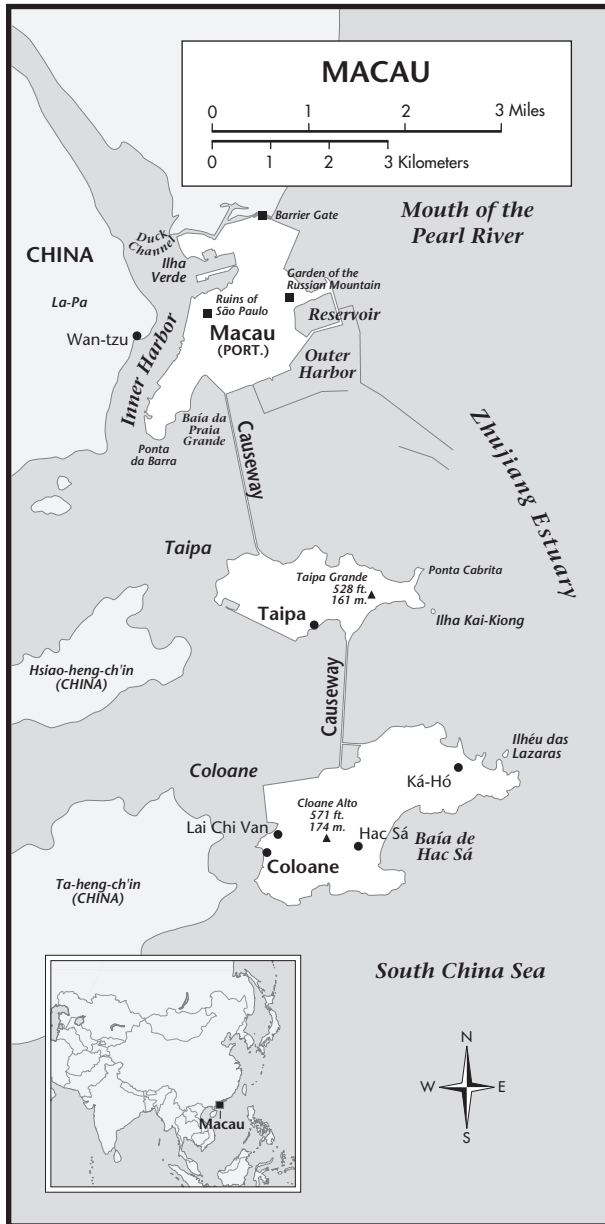 MACAU
0 1 2 3 Miles
0 1 2 3 Kilometers
Barrier Gate
Mouth of the
Pearl River
Duck
Channel
CHINA
Ilha
Verde
Garden of the
Russian Mountain
La-Pa
Ruins of
São Paulo
Reservoir
Wan-tzu
Macau
(PORT.)
Inner Harbor
Outer
Harbor
Baía da
Praia
Grande
Ponta
da Barra
Causeway
Zhujiang Estuary
Taipa
Taipa Grande
528 ft.
161 m.
Ponta Cabrita
Taipa
Ilha Kai-Kiong
Hsiao-heng-ch'in
(CHINA)
Causeway
Ilhéu das
Lazaras
Coloane
Ká-Hó
Cloane Alto
571 ft.
174 m.
Lai Chi Van
Hac Sá
Baía de
Hac Sá
Coloane
Ta-heng-ch'in
(CHINA)
South China Sea
Macau
N
W E
S